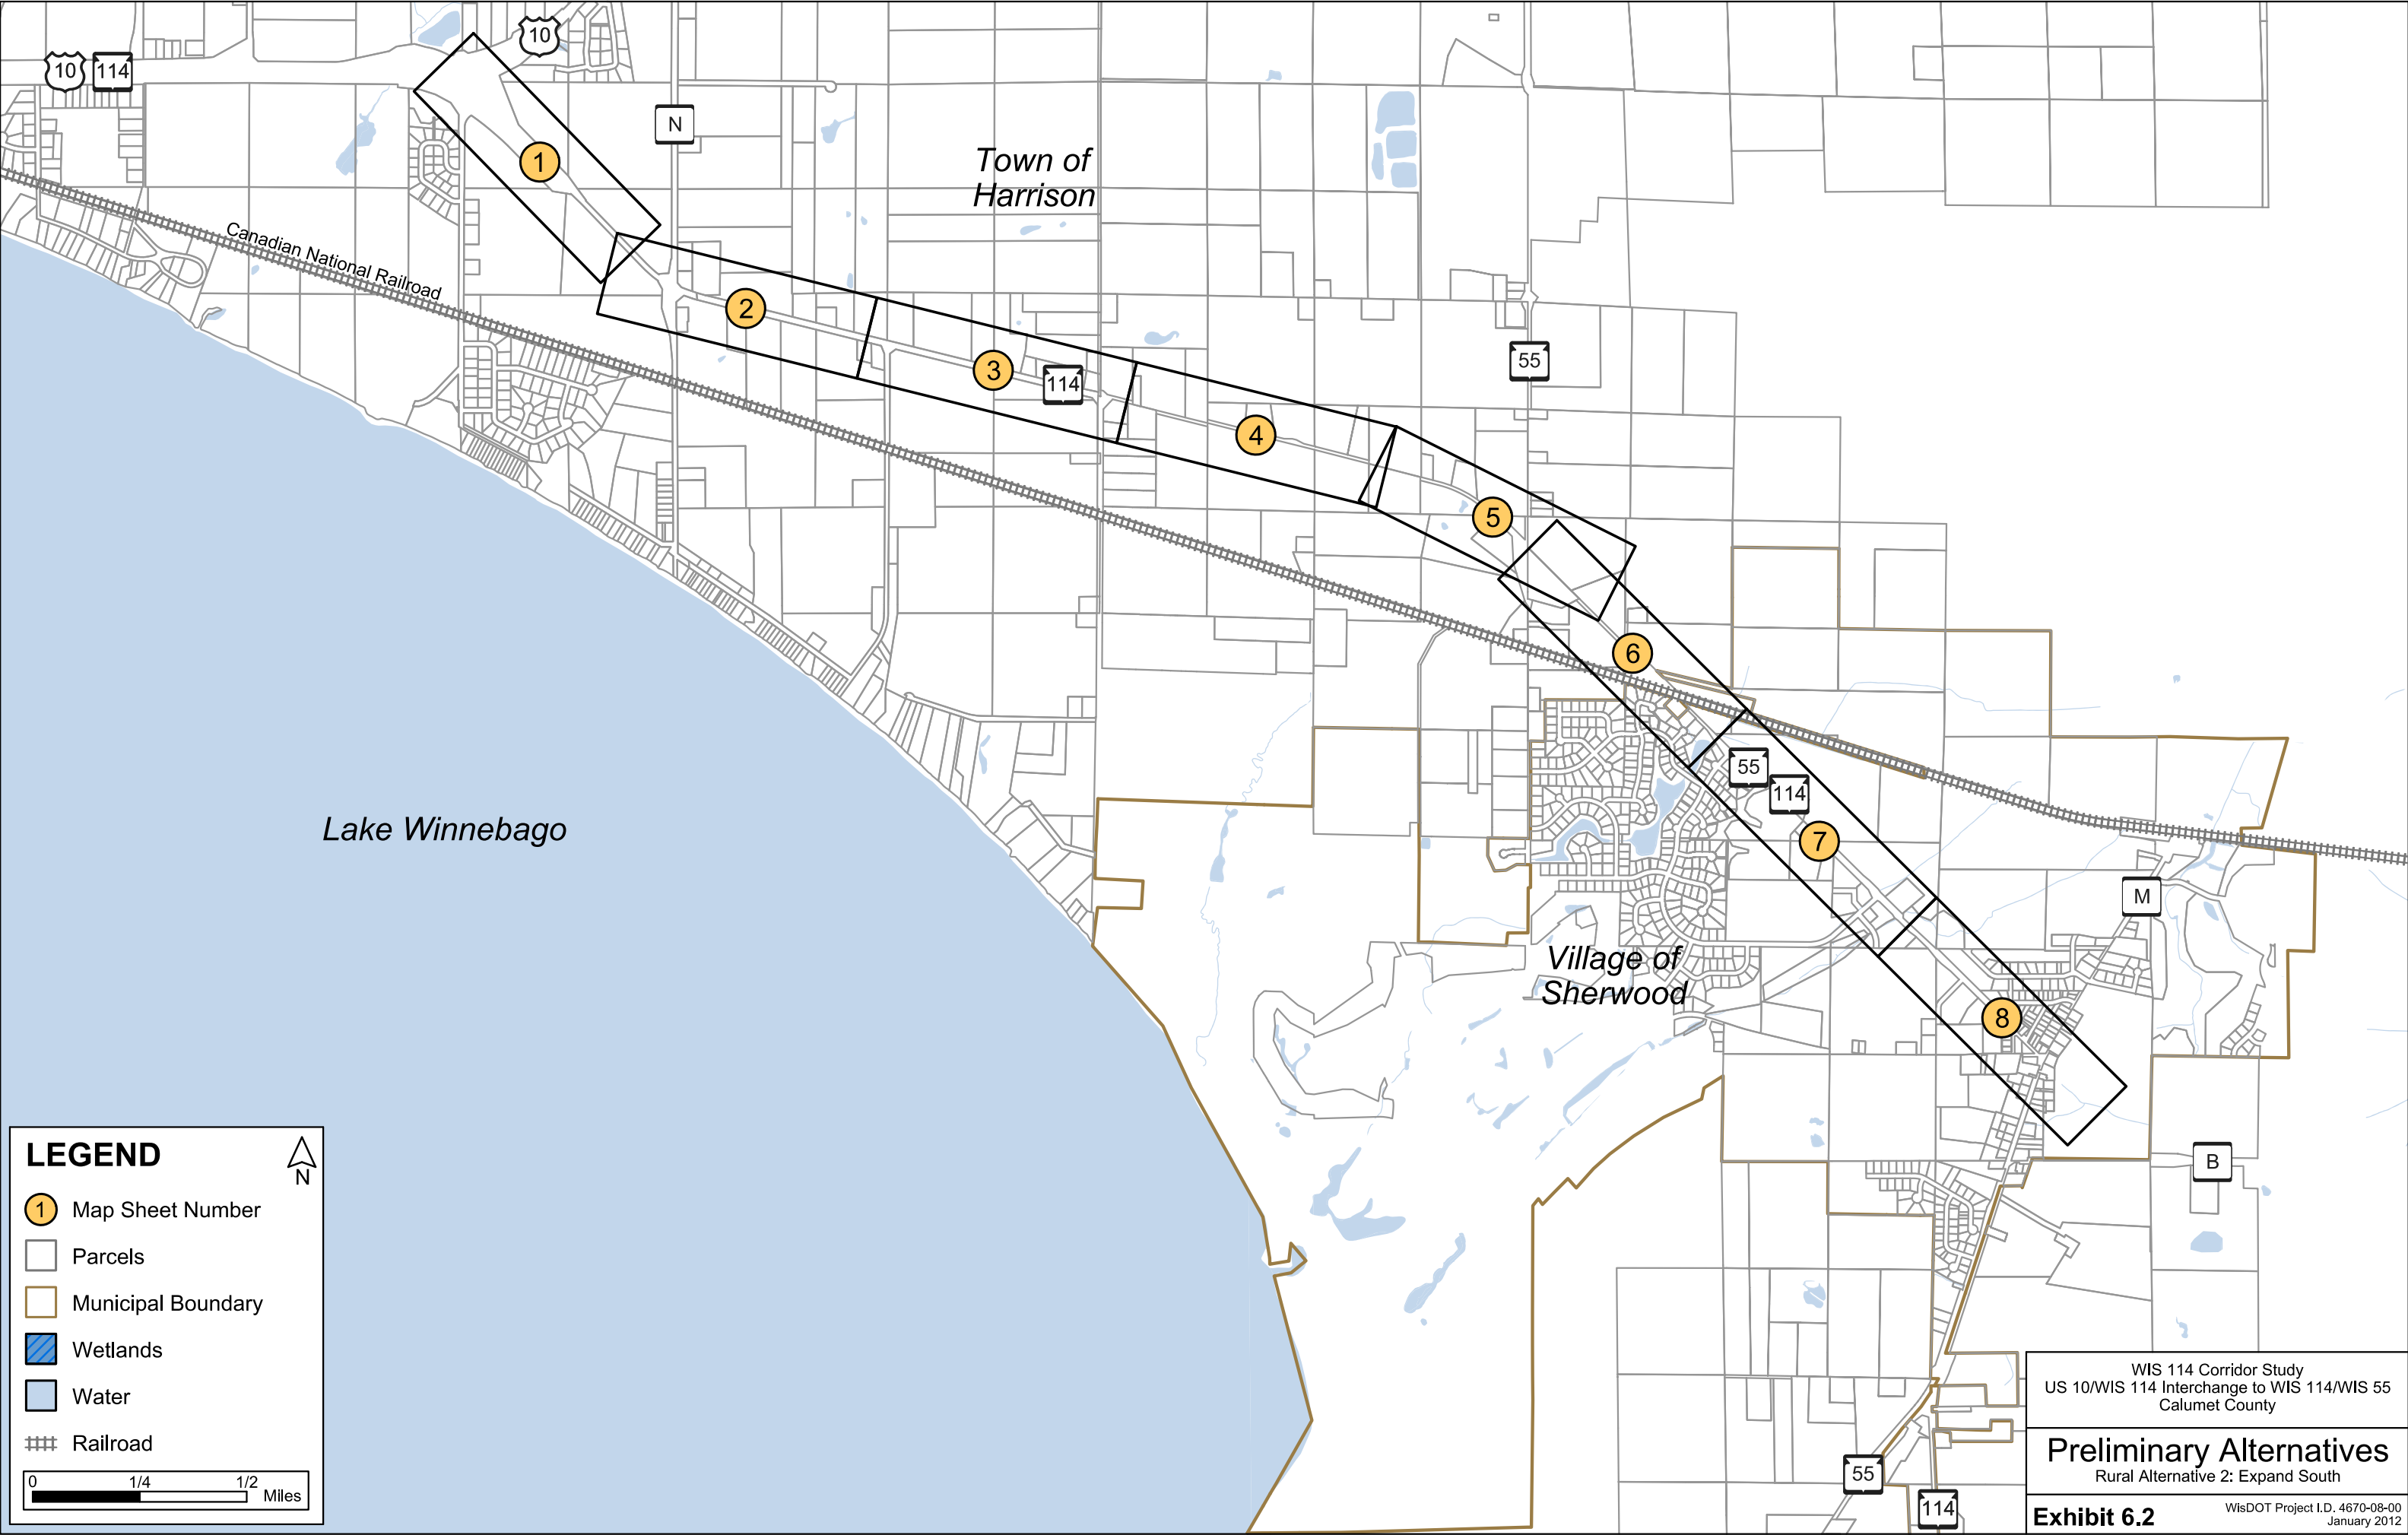 10
10
114
N
1
Town of
Harrison
Canadian National Railroad
2
3
114
55
4
5
6
55
114
7
Lake Winnebago
M
Village of
Sherwood
8
B
LEGEND
N
1 Map Sheet Number
Parcels
Municipal Boundary
Wetlands
Water
Railroad
0 1/4 1/2
Miles
55
114
WIS 114 Corridor Study
US 10/WIS 114 Interchange to WIS 114/WIS 55
Calumet County
Preliminary Alternatives
Rural Alternative 2: Expand South
Exhibit 6.2
WisDOT Project I.D. 4670-08-00
January 2012